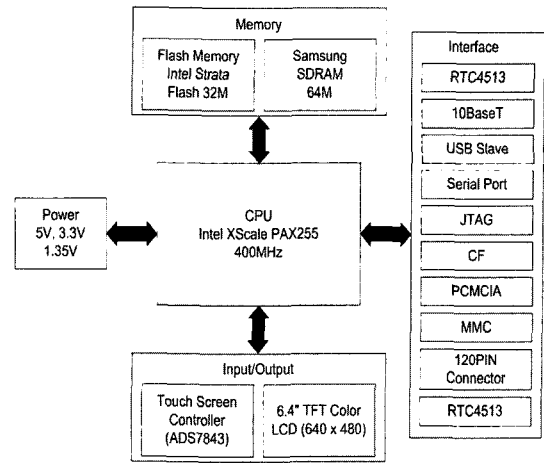 Memory
Flash Memory
Intel Strata
Flash 32M
Samsung
SDRAM
64M
Power
5V, 3.3V
1.35V
CPU
Intel XScale PAX255
400MHz
Input/Output
Touch Screen
Controller
(ADS7843)
6.4" TFT Color
LCD (640 x 480)
Interface
RTC4513
10BaseT
USB Slave
Serial Port
JTAG
CF
PCMCIA
MMC
120PIN
Connector
RTC4513